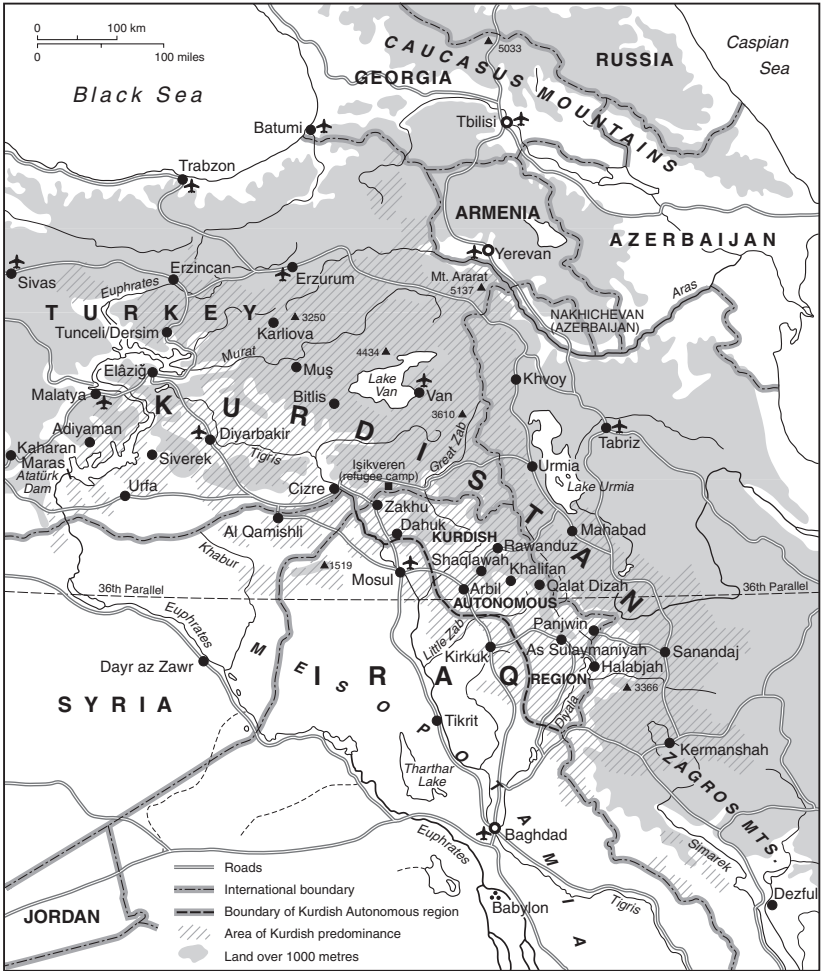 0 100 km
0 100 miles
Black Sea
CAUCASUS MOUNTAINS
5033
RUSSIA
Caspian
Sea
GEORGIA
Batumi
Tbilisi
Trabzon
ARMENIA
AZERBAIJAN
Yerevan
Sivas
Erzincan
Erzurum
Mt. Ararat
5137
Aras
Euphrates
TURKEY
NAKHICHEVAN
(AZERBAIJAN)
3250
Karliova
Tunceli/Dersim
Murat
4434
Elâziğ
Muş
Lake
Van
Van
Khvoy
Malatya
Bitlis
KURDISTAN
3610
Adiyaman
Diyarbakir
Tabriz
Kaharan
Maras
Siverek
Tigris
Great Zab
Işikveren
(refugee camp)
Urmia
Atatürk
Dam
Urfa
Cizre
Lake Urmia
Zakhu
Al Qamishli
Dahuk
Mahabad
KURDISH
Rawanduz
Khabur
Shaqlawah
1519
Khalifan
Mosul
Qalat Dizah
36th Parallel
36th Parallel
Arbil
AUTONOMOUS
Euphrates
Little Zab
Panjwin
Dayr az Zawr
Kirkuk
As Sulaymaniyah
Sanandaj
MESOPOTAMIA
Halabjah
IRAQ
REGION
3366
SYRIA
Diyala
Tikrit
Kermanshah
Tharthar
Lake
ZAGROS MTS.
Baghdad
Euphrates
Simarek
Roads
International boundary
Boundary of Kurdish Autonomous region
Area of Kurdish predominance
Land over 1000 metres
Babylon
Tigris
Dezful
JORDAN